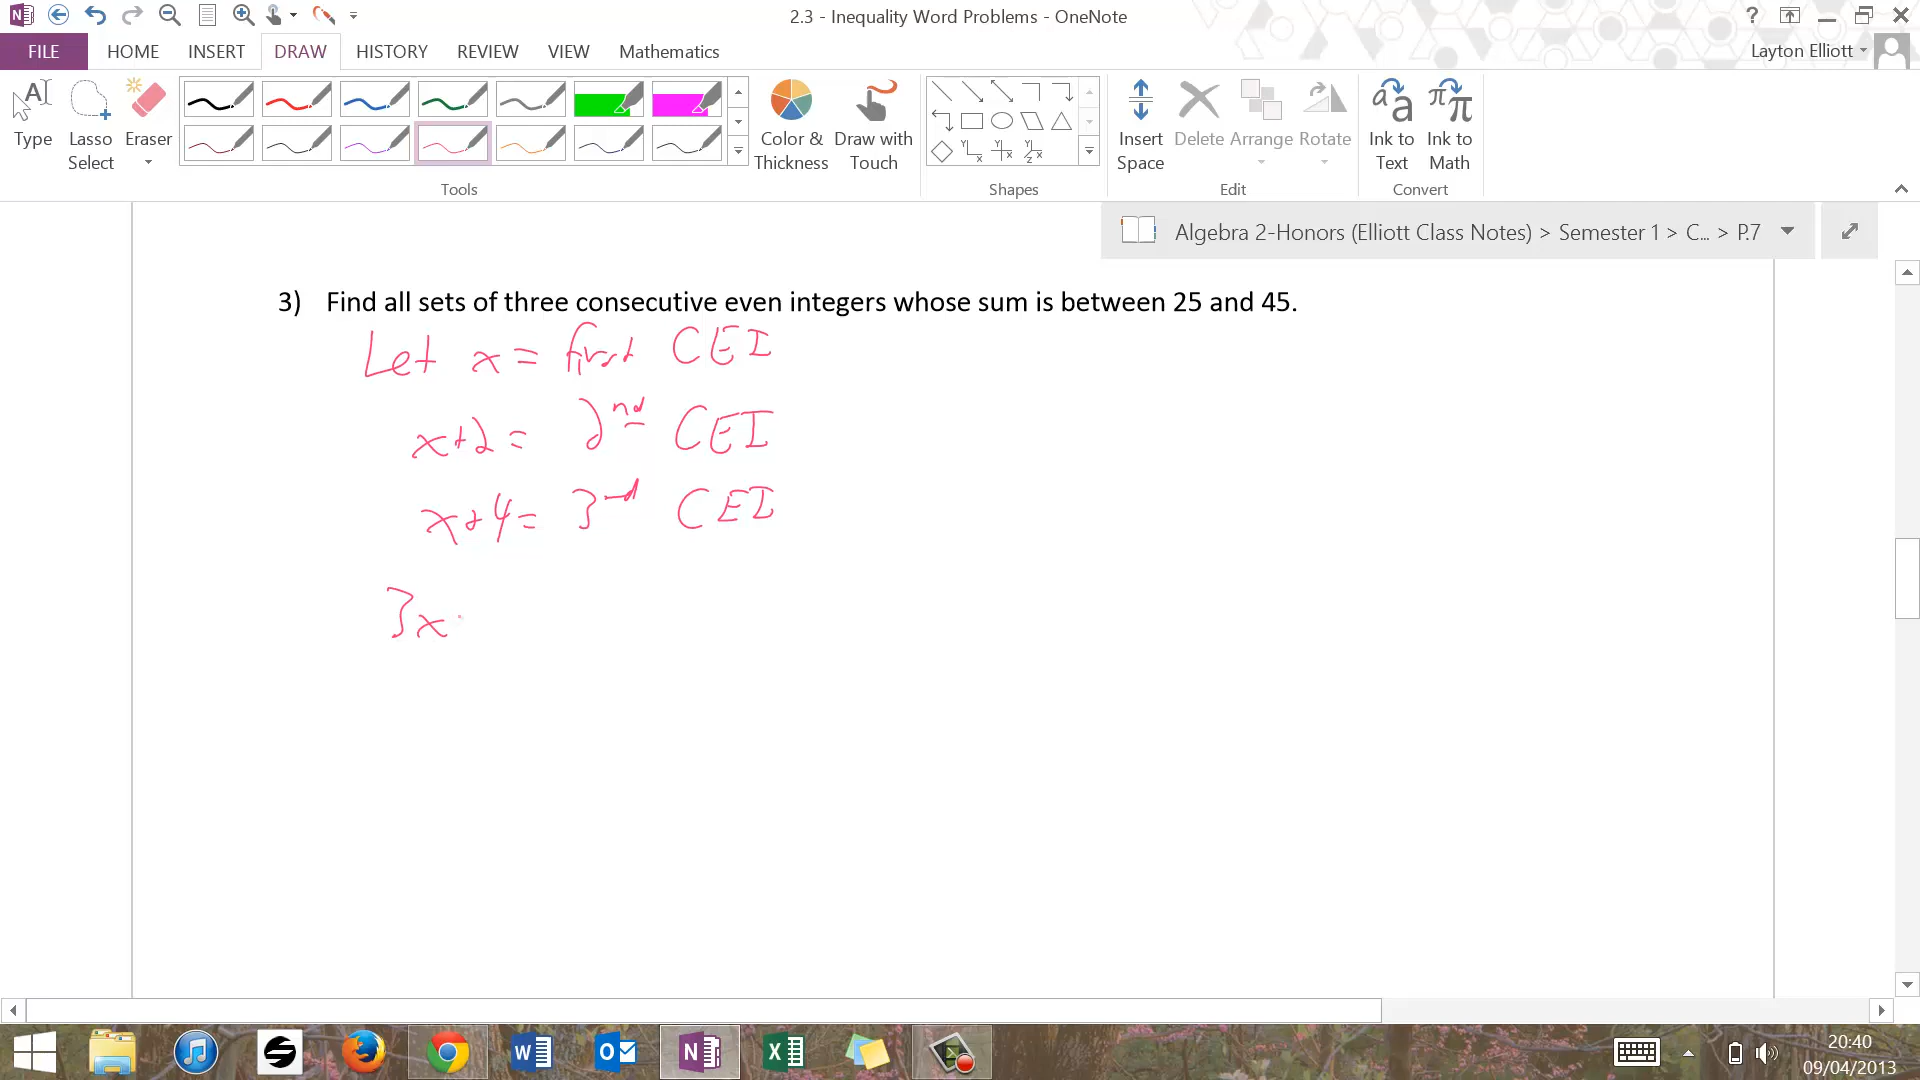 2.3 - Inequality Word Problems - OneNote
?
FILE HOME INSERT DRAW HISTORY REVIEW VIEW Mathematics
Layton Elliott
Type
Lasso Select
Eraser
Color & Thickness
Draw with Touch
Insert Space
Delete
Arrange
Rotate
Ink to Text
Ink to Math
Tools
Shapes
Edit
Convert
Algebra 2-Honors (Elliott Class Notes) > Semester 1 > C... > P.7
3) Find all sets of three consecutive even integers whose sum is between 25 and 45.
Let x = first CEI
x+2 = 2nd CEI
x+4 = 3rd CEI
3x
20:40
09/04/2013